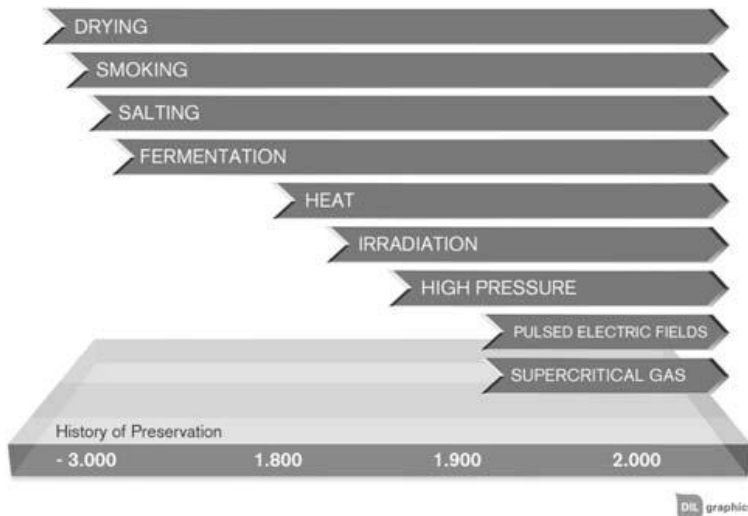 DRYING
SMOKING
SALTING
FERMENTATION
HEAT
IRRADIATION
HIGH PRESSURE
PULSED ELECTRIC FIELDS
SUPERCRITICAL GAS
History of Preservation
- 3.000 1.800 1.900 2.000
DIL graphics